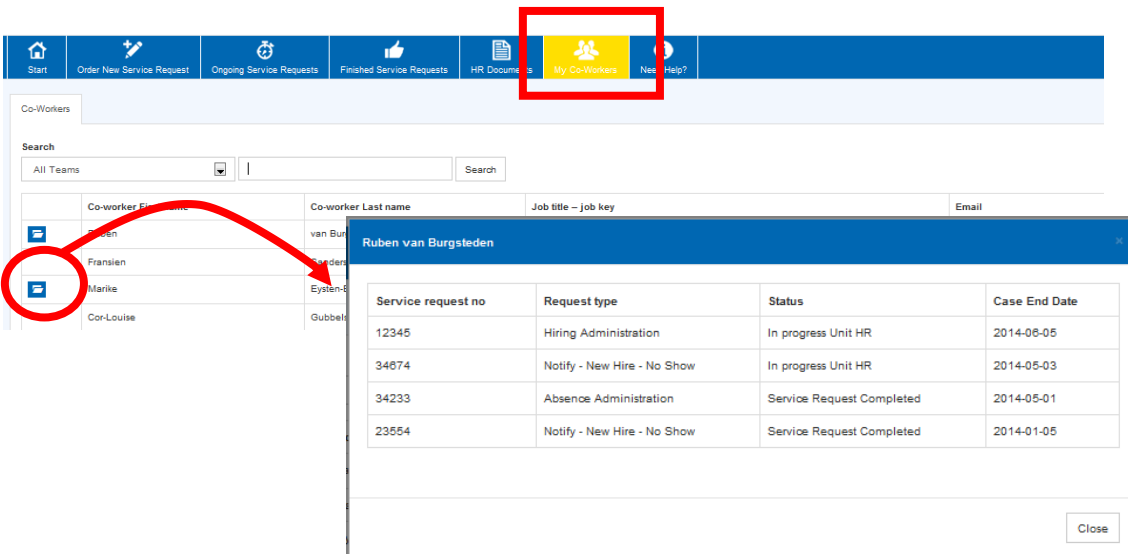 Start Order New Service Request Ongoing Service Requests Finished Service Requests HR Documents My Co-Workers Need Help?
Co-Workers
Search
All Teams Search
Co-worker Last name Job title – job key Email
Ruben van Burgsteden
Fransien
Marike
Cor-Louise
Service request no Request type Status Case End Date
12345 Hiring Administration In progress Unit HR 2014-06-05
34674 Notify - New Hire - No Show In progress Unit HR 2014-05-03
34233 Absence Administration Service Request Completed 2014-05-01
23554 Notify - New Hire - No Show Service Request Completed 2014-01-05
Close